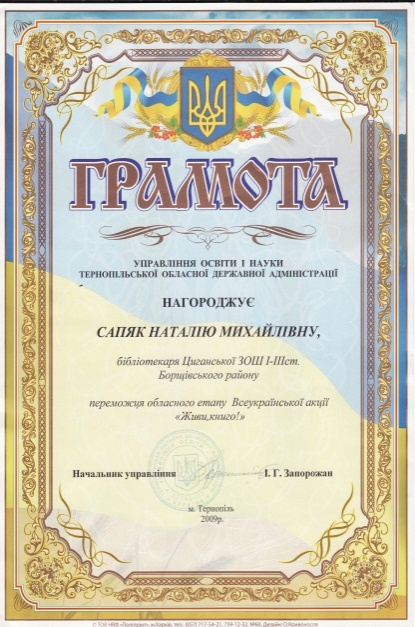 ГРАМОТА
УПРАВЛІННЯ ОСВІТИ І НАУКИ
ТЕРНОПІЛЬСЬКОЇ ОБЛАСНОЇ ДЕРЖАВНОЇ АДМІНІСТРАЦІЇ
НАГОРОДЖУЄ
САПЯК НАТАЛІЮ МИХАЙЛІВНУ,
бібліотекаря Циганської ЗОШ І-ІІІст.
Борщівського району
переможця обласного етапу Всеукраїнської акції
«Живи,книго!»
Начальник управління І. Г. Запорожан
м. Тернопіль
2009р.